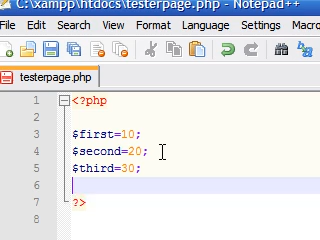 C:\xampp\htdocs\testerpage.php - Notepad++
File Edit Search View Format Language Settings Macro
testerpage.php
1 <?php
2
3 $first=10;
4 $second=20;
5 $third=30;
6
7 ?>
8